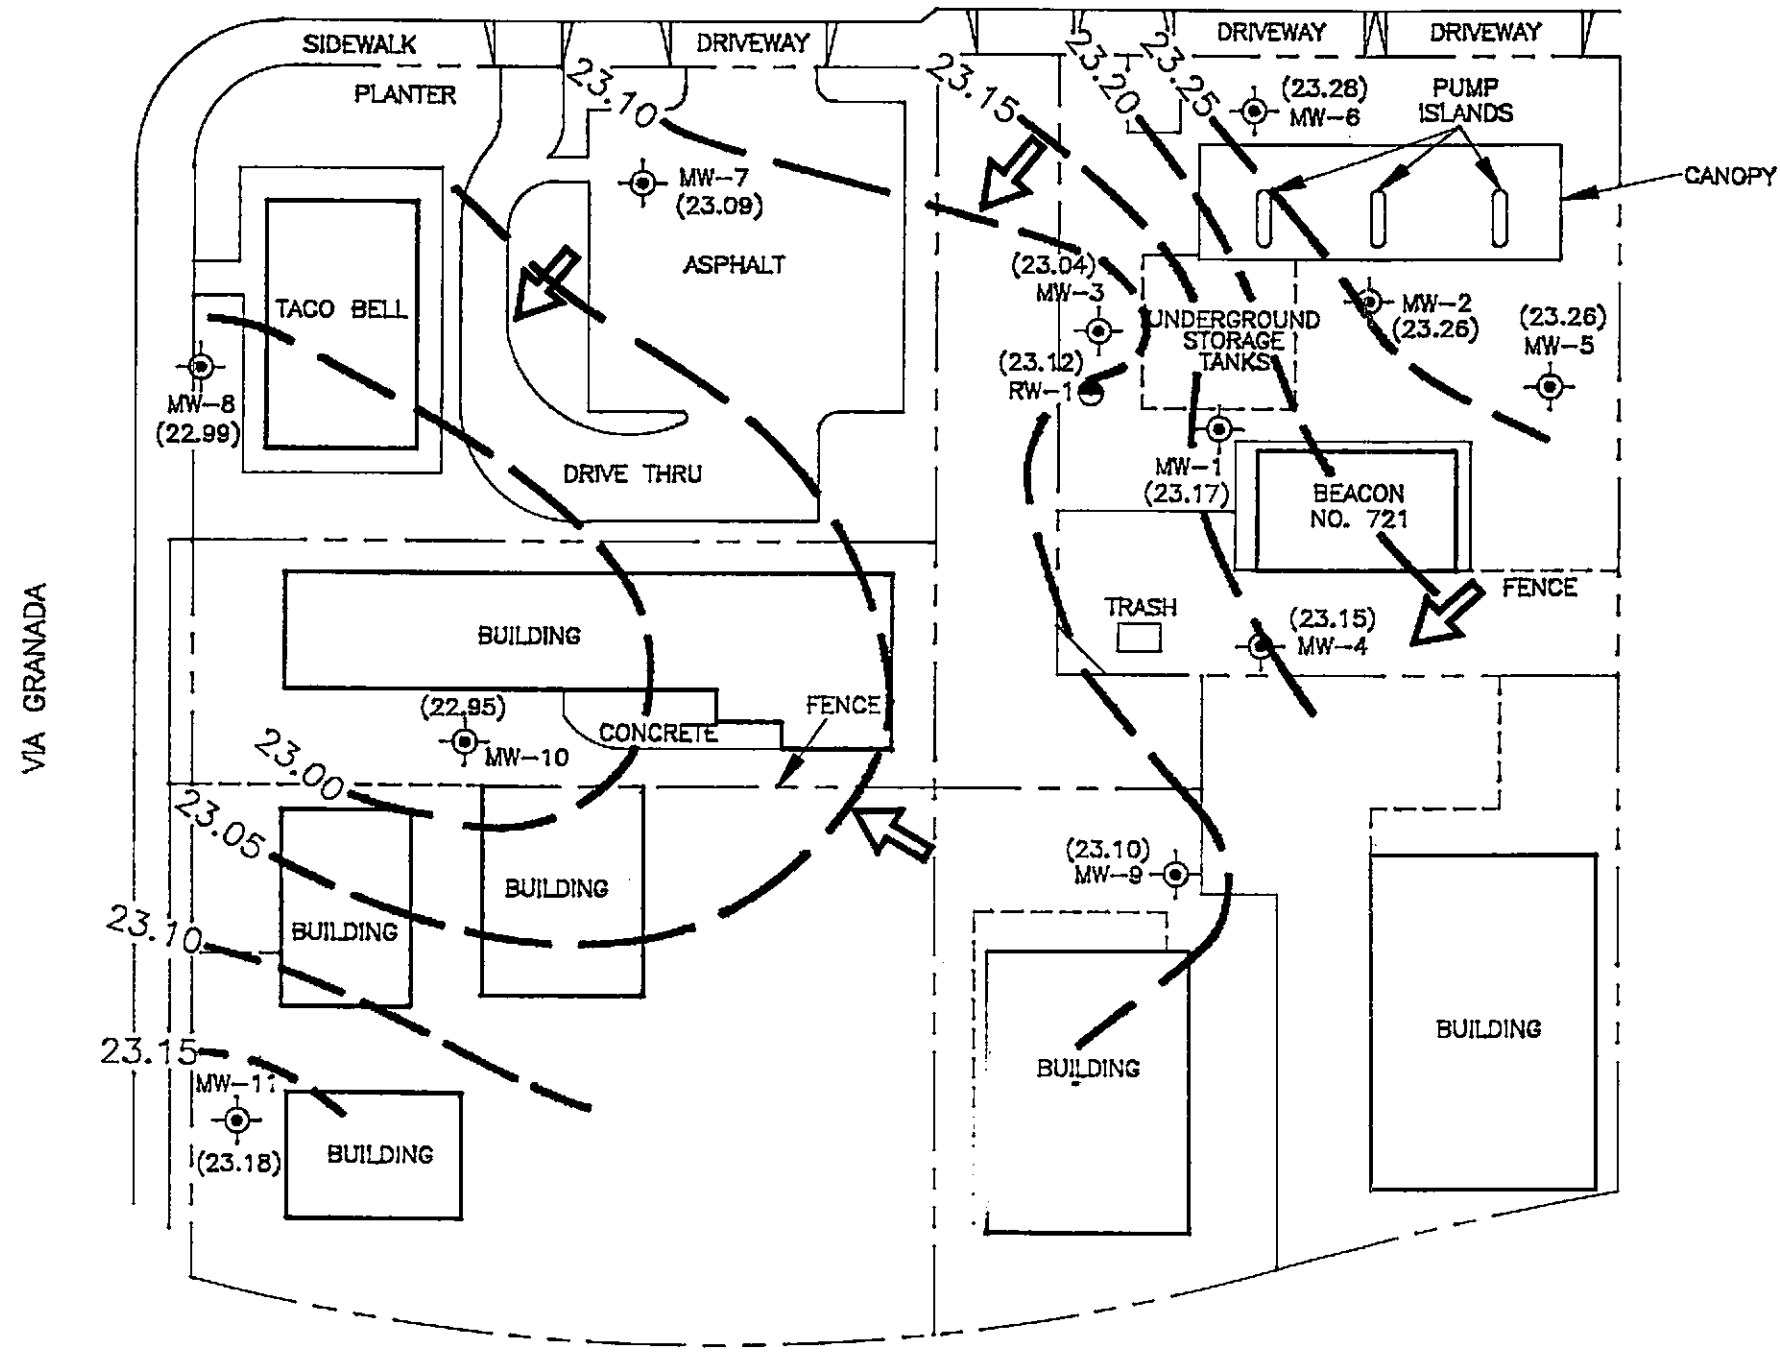 SIDEWALK
DRIVEWAY
DRIVEWAY
DRIVEWAY
PLANTER
23.10
23.15
23.20
23.25
(23.28)
MW-6
PUMP
ISLANDS
CANOPY
MW-7
(23.09)
ASPHALT
TACO BELL
(23.04)
MW-3
UNDERGROUND
STORAGE
TANKS
MW-2
(23.26)
(23.26)
MW-5
(23.12)
RW-1
MW-8
(22.99)
DRIVE THRU
MW-1
(23.17)
BEACON
NO. 721
FENCE
VIA GRANADA
BUILDING
TRASH
(23.15)
MW-4
(22.95)
MW-10
CONCRETE
FENCE
23.00
23.05
23.10
23.15
BUILDING
BUILDING
(23.10)
MW-9
BUILDING
BUILDING
MW-11
(23.18)
BUILDING